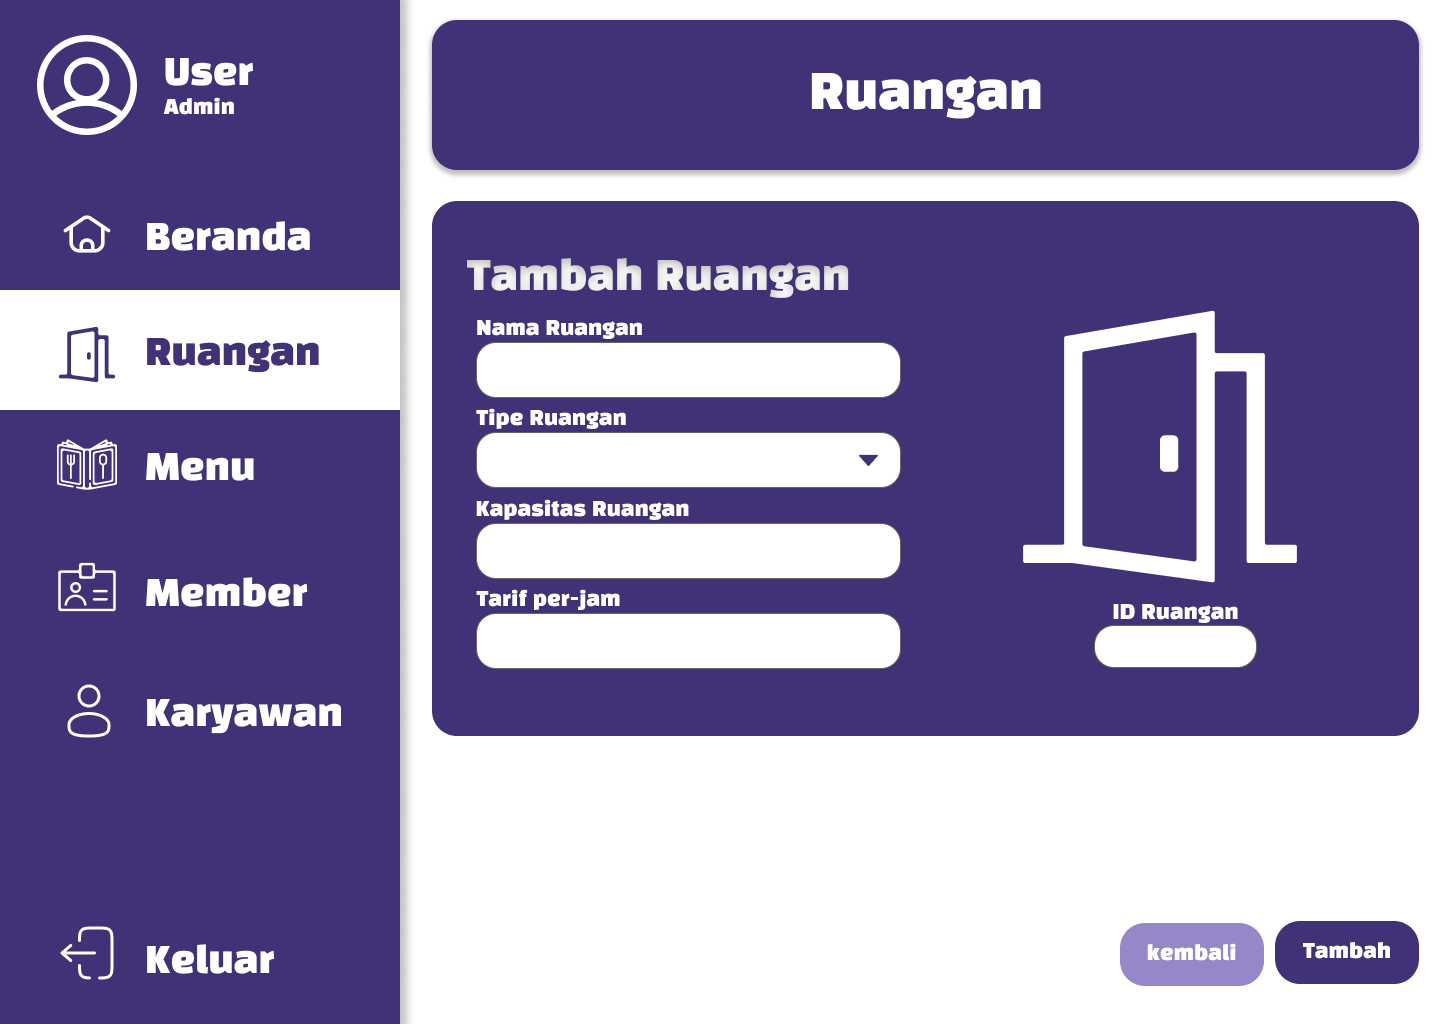 User
Admin
Beranda
Ruangan
Menu
Member
Karyawan
Keluar
Ruangan
Tambah Ruangan
Nama Ruangan
Tipe Ruangan
Kapasitas Ruangan
Tarif per-jam
ID Ruangan
kembali
Tambah